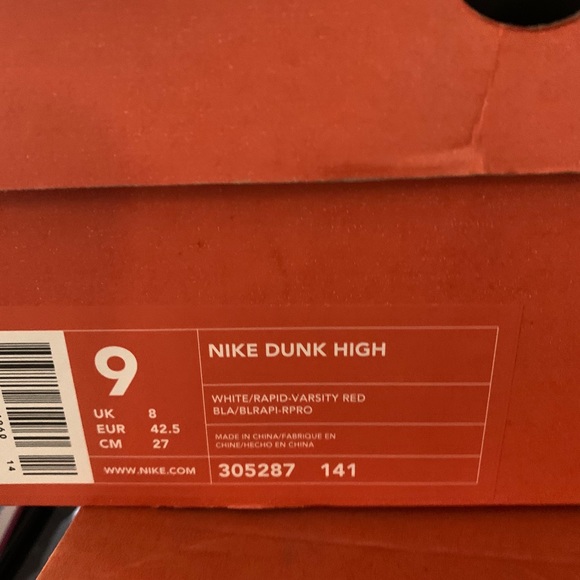 9
UK 8
EUR 42.5
CM 27
WWW.NIKE.COM
NIKE DUNK HIGH
WHITE/RAPID-VARSITY RED
BLA/BLRAPI-RPRO
MADE IN CHINA/FABRIQUE EN
CHINE/HECHO EN CHINA
305287 141
14